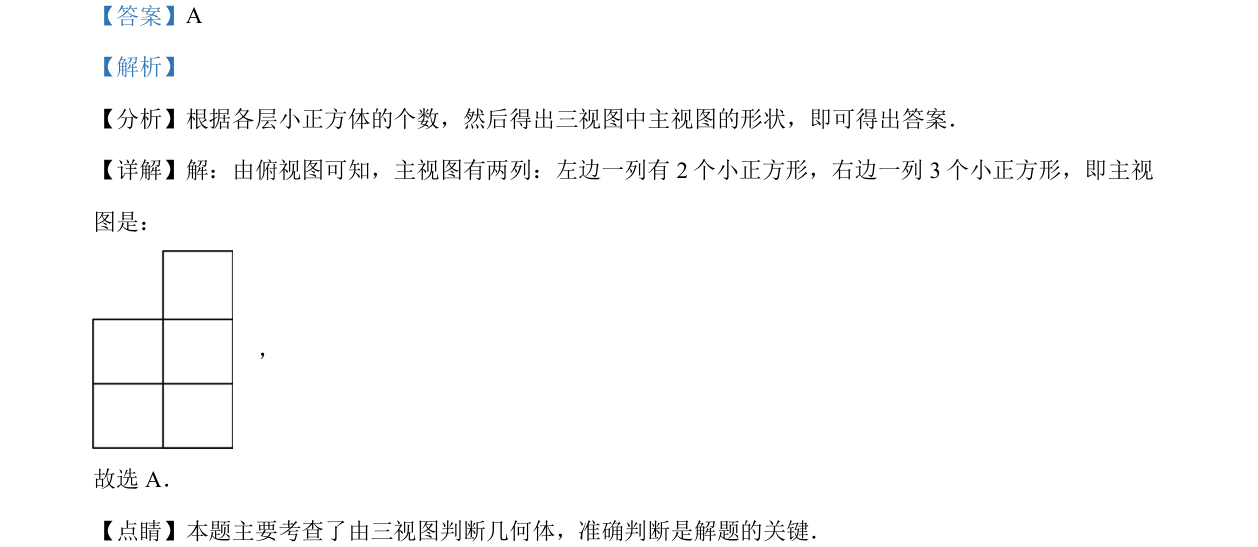 【答案】A
【解析】
【分析】根据各层小正方体的个数，然后得出三视图中主视图的形状，即可得出答案．
【详解】解：由俯视图可知，主视图有两列：左边一列有 2 个小正方形，右边一列 3 个小正方形，即主视
图是：
，
故选 A．
【点睛】本题主要考查了由三视图判断几何体，准确判断是解题的关键．